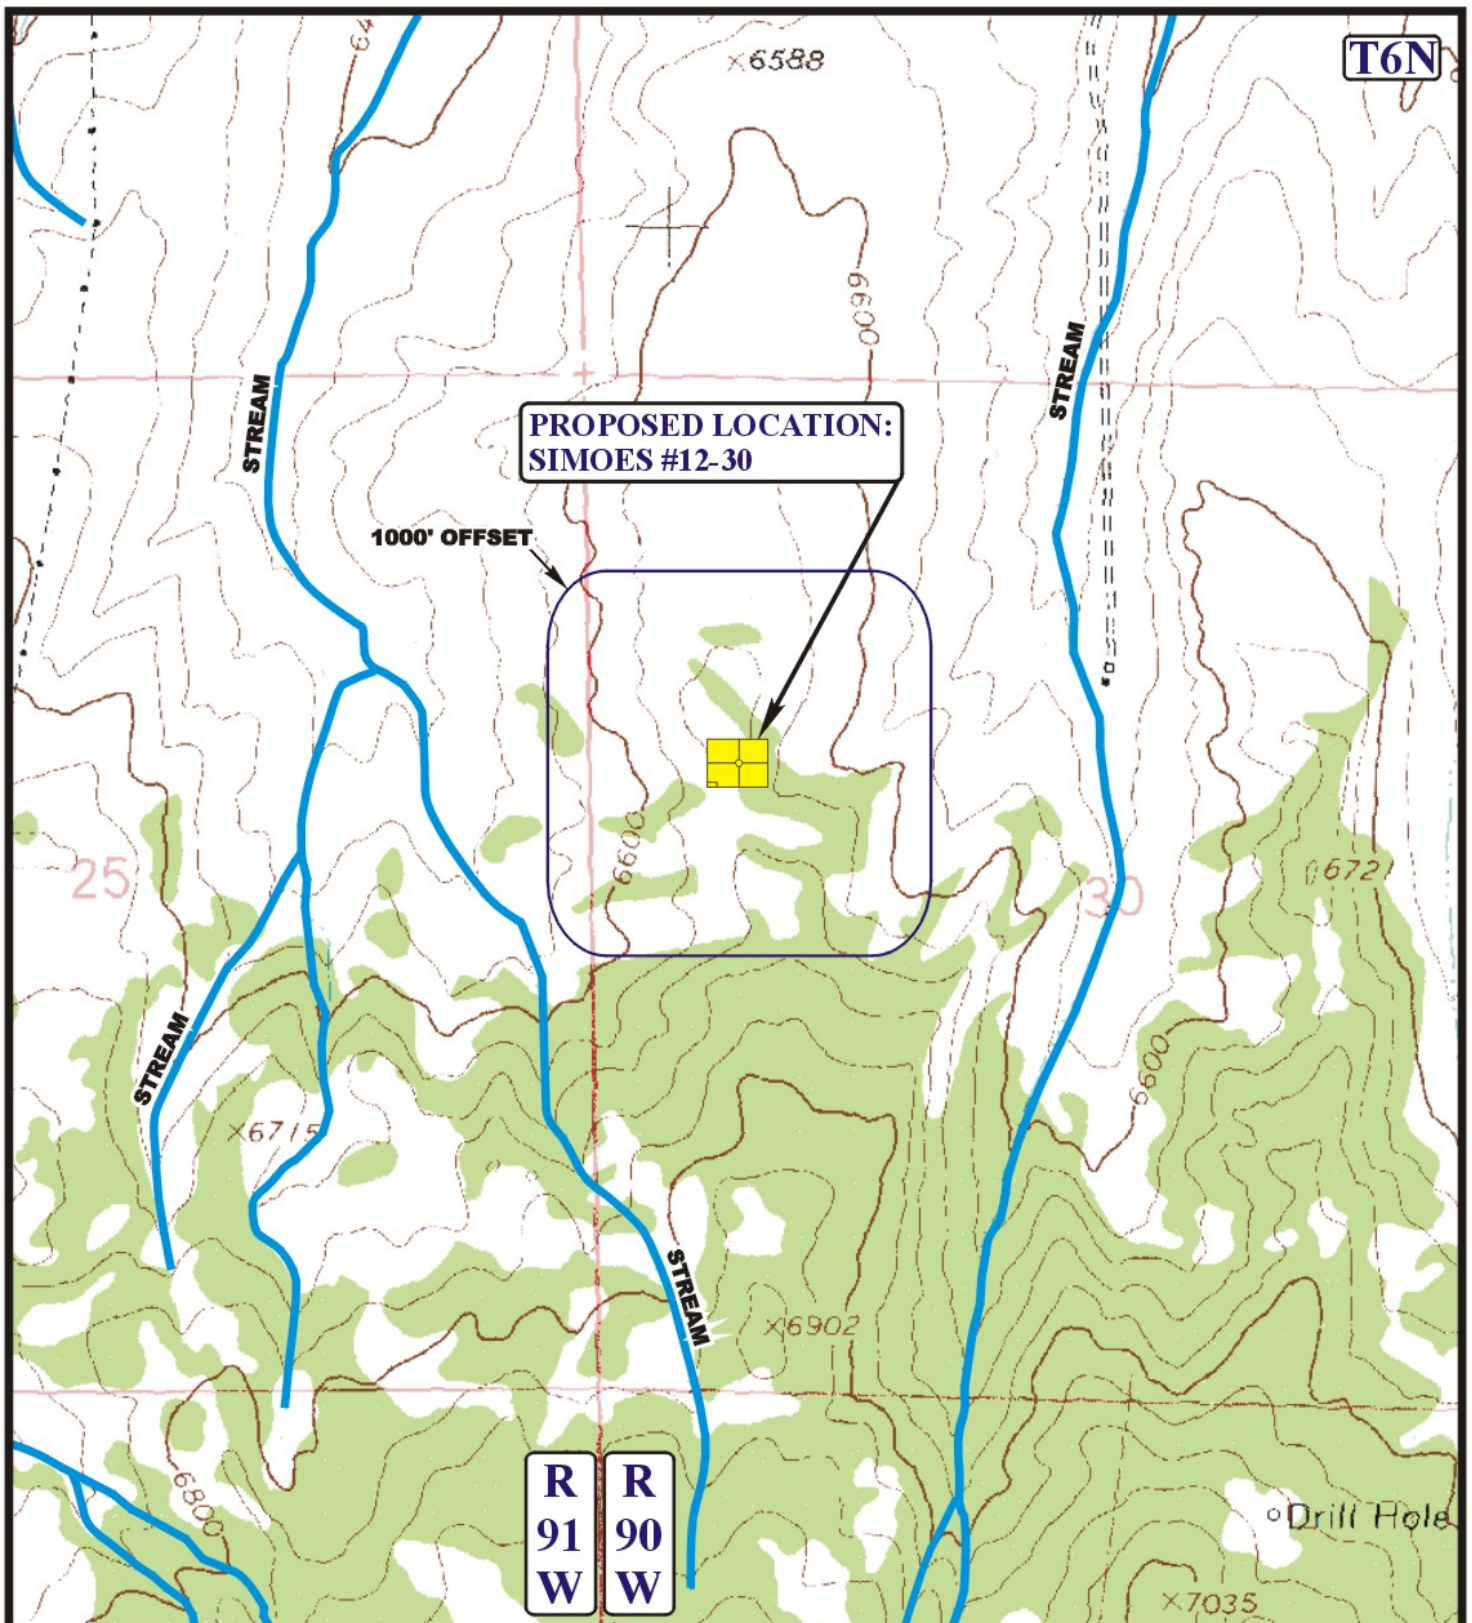 T6N
×6588
6600
STREAM
STREAM
PROPOSED LOCATION:
SIMOES #12-30
1000' OFFSET
25
6600
30
6721
STREAM
6600
×6715
STREAM
×6902
6800
R
91
W
R
90
W
Drill Hole
×7035